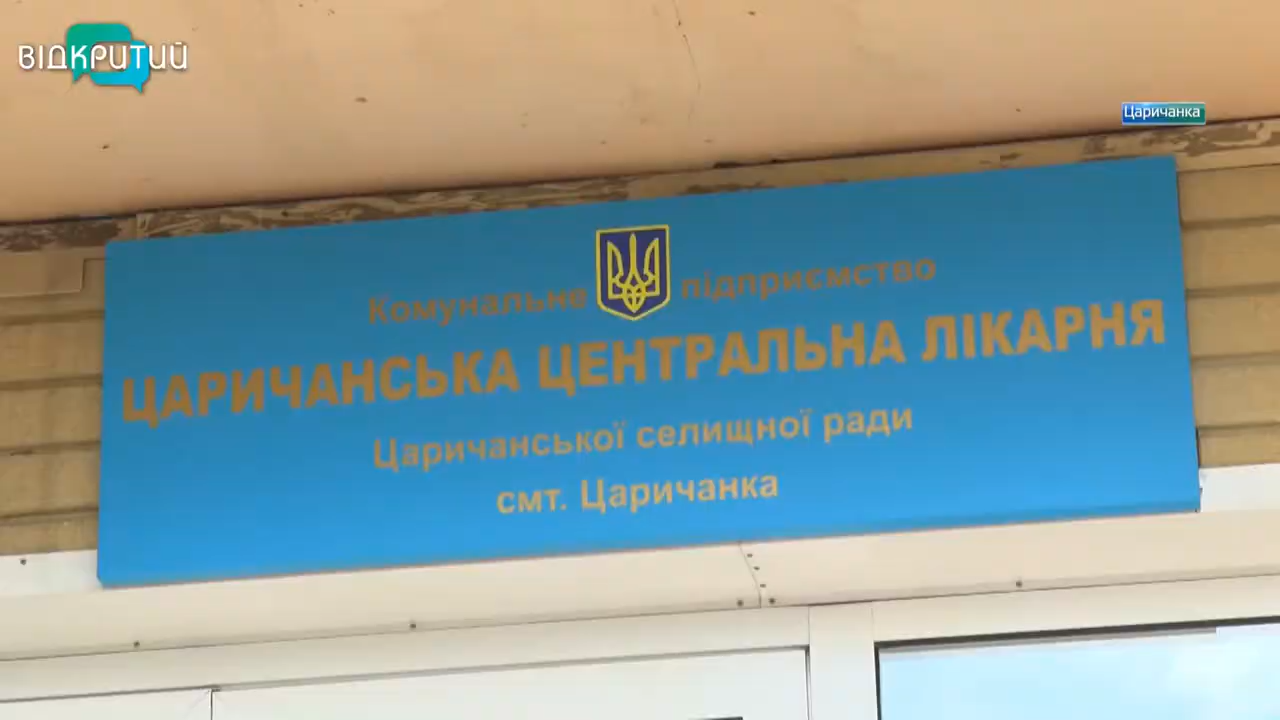 ВІДКРИТИЙ
Царичанка
Комунальне підприємство
ЦАРИЧАНСЬКА ЦЕНТРАЛЬНА ЛІКАРНЯ
Царичанської селищної ради
смт. Царичанка